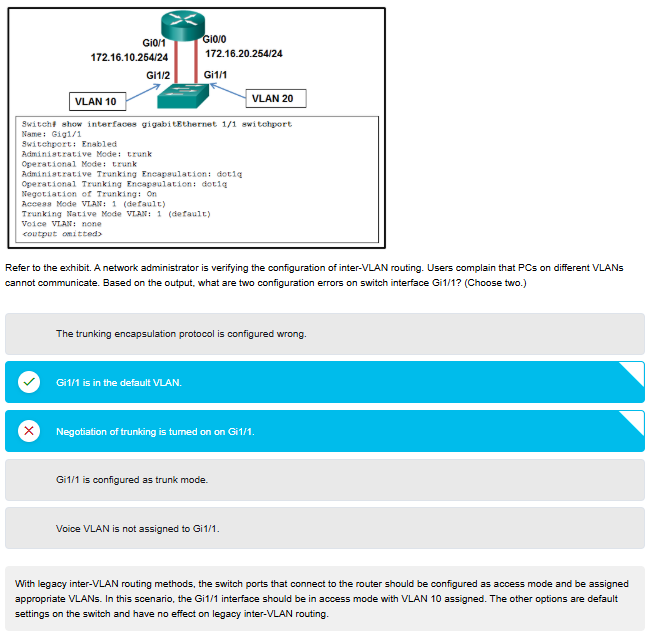 Gi0/1 Gi0/0
172.16.10.254/24 172.16.20.254/24
Gi1/2 Gi1/1
VLAN 10 VLAN 20
Switch# show interfaces gigabitEthernet 1/1 switchport
Name: Gig1/1
Switchport: Enabled
Administrative Mode: trunk
Operational Mode: trunk
Administrative Trunking Encapsulation: dot1q
Operational Trunking Encapsulation: dot1q
Negotiation of Trunking: On
Access Mode VLAN: 1 (default)
Trunking Native Mode VLAN: 1 (default)
Voice VLAN: none
<output omitted>
Refer to the exhibit. A network administrator is verifying the configuration of inter-VLAN routing. Users complain that PCs on different VLANs
cannot communicate. Based on the output, what are two configuration errors on switch interface Gi1/1? (Choose two.)
The trunking encapsulation protocol is configured wrong.
Gi1/1 is in the default VLAN.
Negotiation of trunking is turned on on Gi1/1.
Gi1/1 is configured as trunk mode.
Voice VLAN is not assigned to Gi1/1.
With legacy inter-VLAN routing methods, the switch ports that connect to the router should be configured as access mode and be assigned
appropriate VLANs. In this scenario, the Gi1/1 interface should be in access mode with VLAN 10 assigned. The other options are default
settings on the switch and have no effect on legacy inter-VLAN routing.